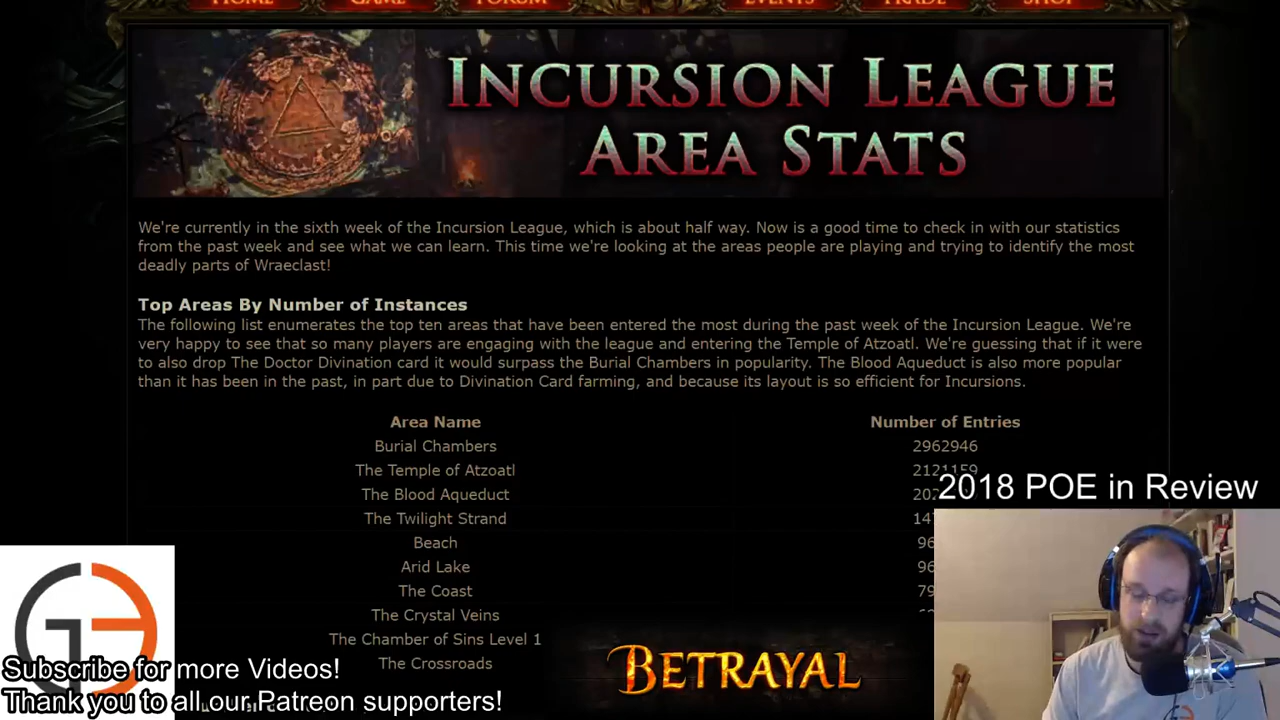 HOME GAME FORUM EVENTS TRADE SHOP
INCURSION LEAGUE
AREA STATS
We're currently in the sixth week of the Incursion League, which is about half way. Now is a good time to check in with our statistics
from the past week and see what we can learn. This time we're looking at the areas people are playing and trying to identify the most
deadly parts of Wraeclast!
Top Areas By Number of Instances
The following list enumerates the top ten areas that have been entered the most during the past week of the Incursion League. We're
very happy to see that so many players are engaging with the league and entering the Temple of Atzoatl. We're guessing that if it were
to also drop The Doctor Divination card it would surpass the Burial Chambers in popularity. The Blood Aqueduct is also more popular
than it has been in the past, in part due to Divination Card farming, and because its layout is so efficient for Incursions.
Area Name Number of Entries
Burial Chambers 2962946
The Temple of Atzoatl 2121159
The Blood Aqueduct
2018 POE in Review
The Twilight Strand
Beach
Arid Lake
The Coast
The Crystal Veins
The Chamber of Sins Level 1
The Crossroads
BETRAYAL
Subscribe for more Videos!
Thank you to all our Patreon supporters!